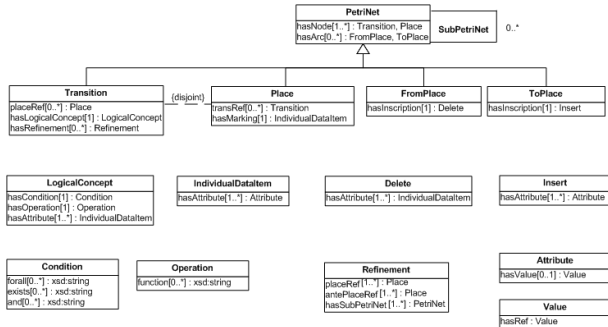 PetriNet
hasNode[1..*] : Transition, Place
hasArc[0..*] : FromPlace, ToPlace
SubPetriNet
0..*
Transition
placeRef[0..*] : Place
hasLogicalConcept[1] : LogicalConcept
hasRefinement[0..*] : Refinement
{disjoint}
Place
transRef[0..*] : Transition
hasMarking[1] : IndividualDataItem
FromPlace
hasInscription[1] : Delete
ToPlace
hasInscription[1] : Insert
LogicalConcept
hasCondition[1] : Condition
hasOperation[1] : Operation
hasAttribute[1..*] : IndividualDataItem
IndividualDataItem
hasAttribute[1..*] : Attribute
Delete
hasAttribute[1..*] : IndividualDataItem
Insert
hasAttribute[1..*] : Attribute
Condition
forall[0..*] : xsd:string
exists[0..*] : xsd:string
and[0..*] : xsd:string
Operation
function[0..*] : xsd:string
Refinement
placeRef[1..*] : Place
antePlaceRef[1..*] : Place
hasSubPetriNet[1..*] : PetriNet
Attribute
hasValue[0..1] : Value
Value
hasRef : Value